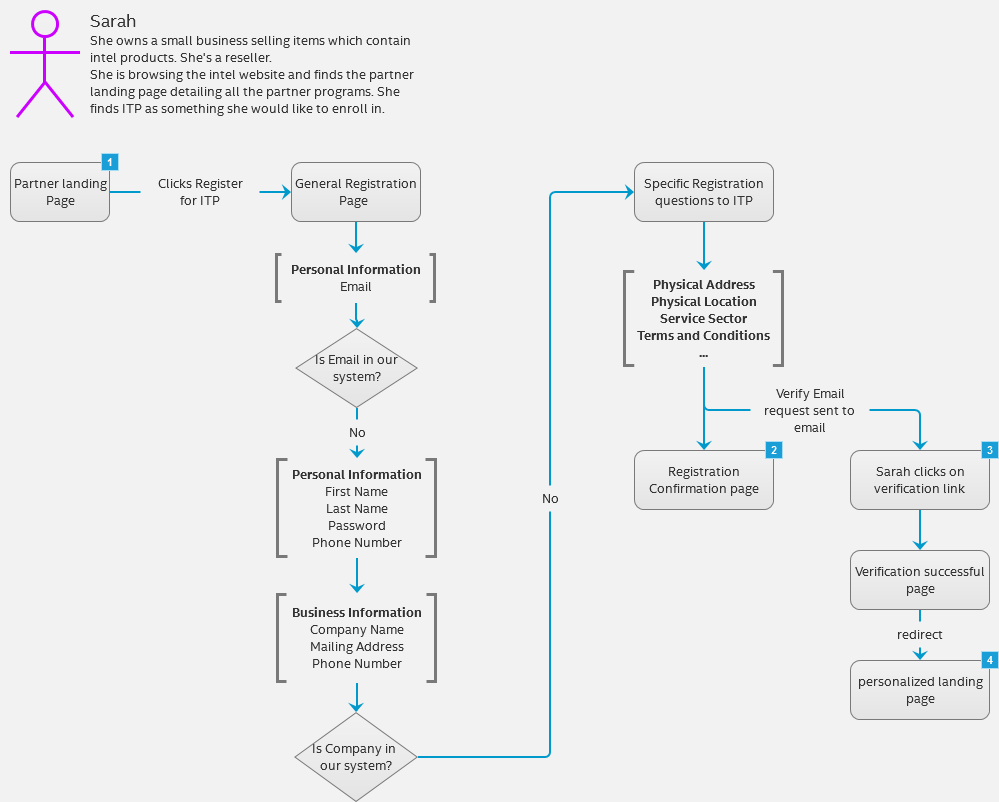 Sarah
She owns a small business selling items which contain
intel products. She's a reseller.
She is browsing the intel website and finds the partner
landing page detailing all the partner programs. She
finds ITP as something she would like to enroll in.
1
Partner landing
Page
Clicks Register
for ITP
General Registration
Page
Personal Information
Email
Is Email in our
system?
No
Personal Information
First Name
Last Name
Password
Phone Number
Business Information
Company Name
Mailing Address
Phone Number
Is Company in
our system?
No
Specific Registration
questions to ITP
Physical Address
Physical Location
Service Sector
Terms and Conditions
...
Verify Email
request sent to
email
2
Registration
Confirmation page
3
Sarah clicks on
verification link
Verification successful
page
redirect
4
personalized landing
page